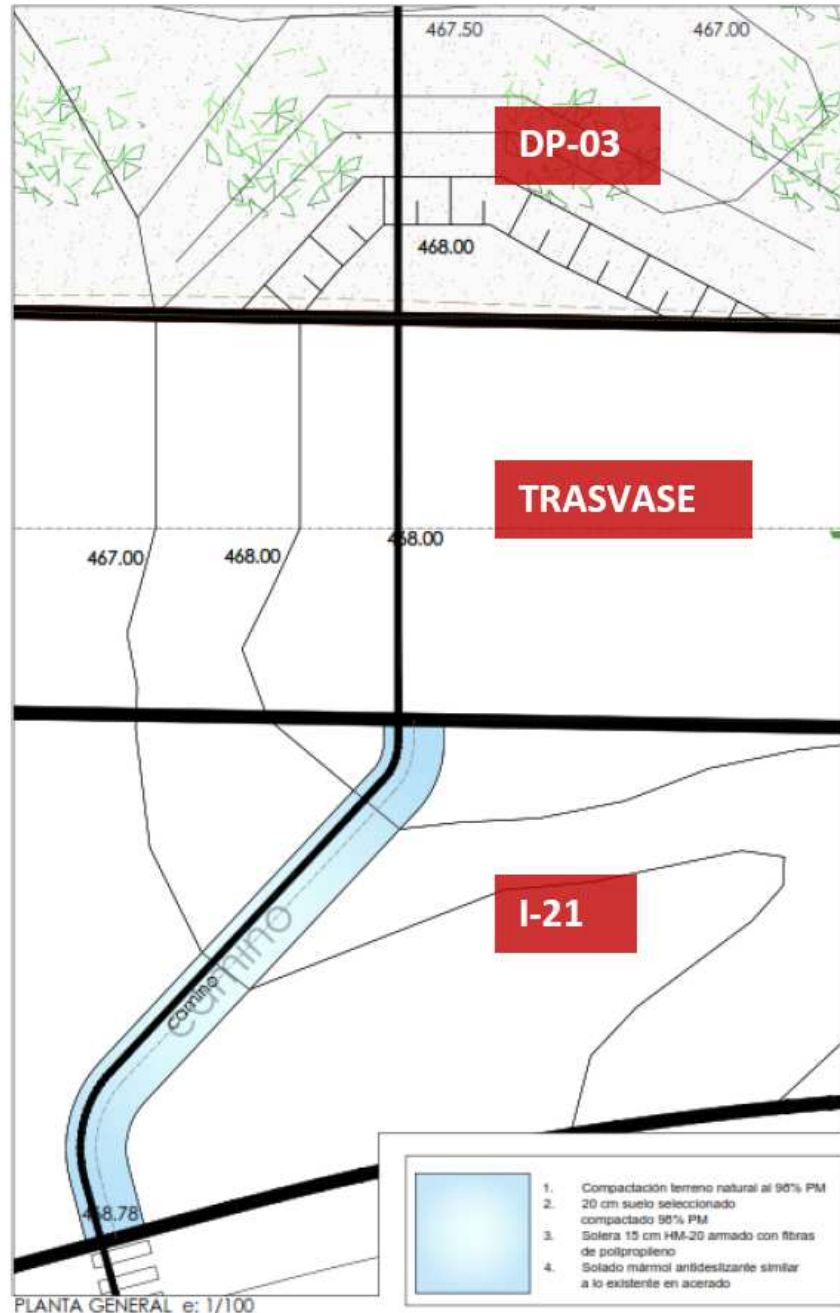 467.50
467.00
DP-03
468.00
TRASVASE
468.00
467.00
468.00
I-21
camino
camino
468.78
1. Compactación terreno natural al 98% PM
2. 20 cm suelo seleccionado
compactado 98% PM
3. Solera 15 cm HM-20 armado con fibras
de polipropileno
4. Solado mármol antideslizante similar
a lo existente en acerado
PLANTA GENERAL e: 1/100